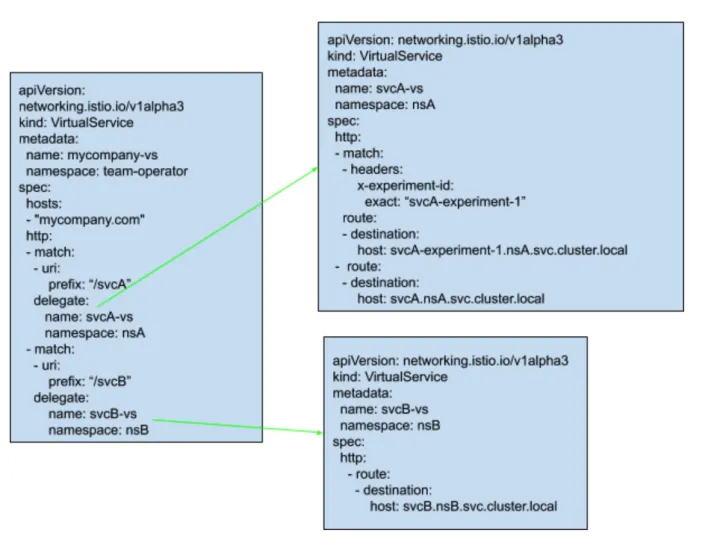 apiVersion:
networking.istio.io/v1alpha3
kind: VirtualService
metadata:
  name: mycompany-vs
  namespace: team-operator
spec:
  hosts:
  - "mycompany.com"
  http:
  - match:
    - uri:
        prefix: “/svcA”
    delegate:
       name: svcA-vs
       namespace: nsA
  - match:
    - uri:
        prefix: “/svcB”
    delegate:
        name: svcB-vs
        namespace: nsB
apiVersion: networking.istio.io/v1alpha3
kind: VirtualService
metadata:
  name: svcA-vs
  namespace: nsA
spec:
  http:
  - match:
    - headers:
        x-experiment-id:
          exact: “svcA-experiment-1”
    route:
    - destination:
        host: svcA-experiment-1.nsA.svc.cluster.local
  -  route:
    - destination:
        host: svcA.nsA.svc.cluster.local
apiVersion: networking.istio.io/v1alpha3
kind: VirtualService
metadata:
  name: svcB-vs
  namespace: nsB
spec:
  http:
    - route:
      - destination:
          host: svcB.nsB.svc.cluster.local